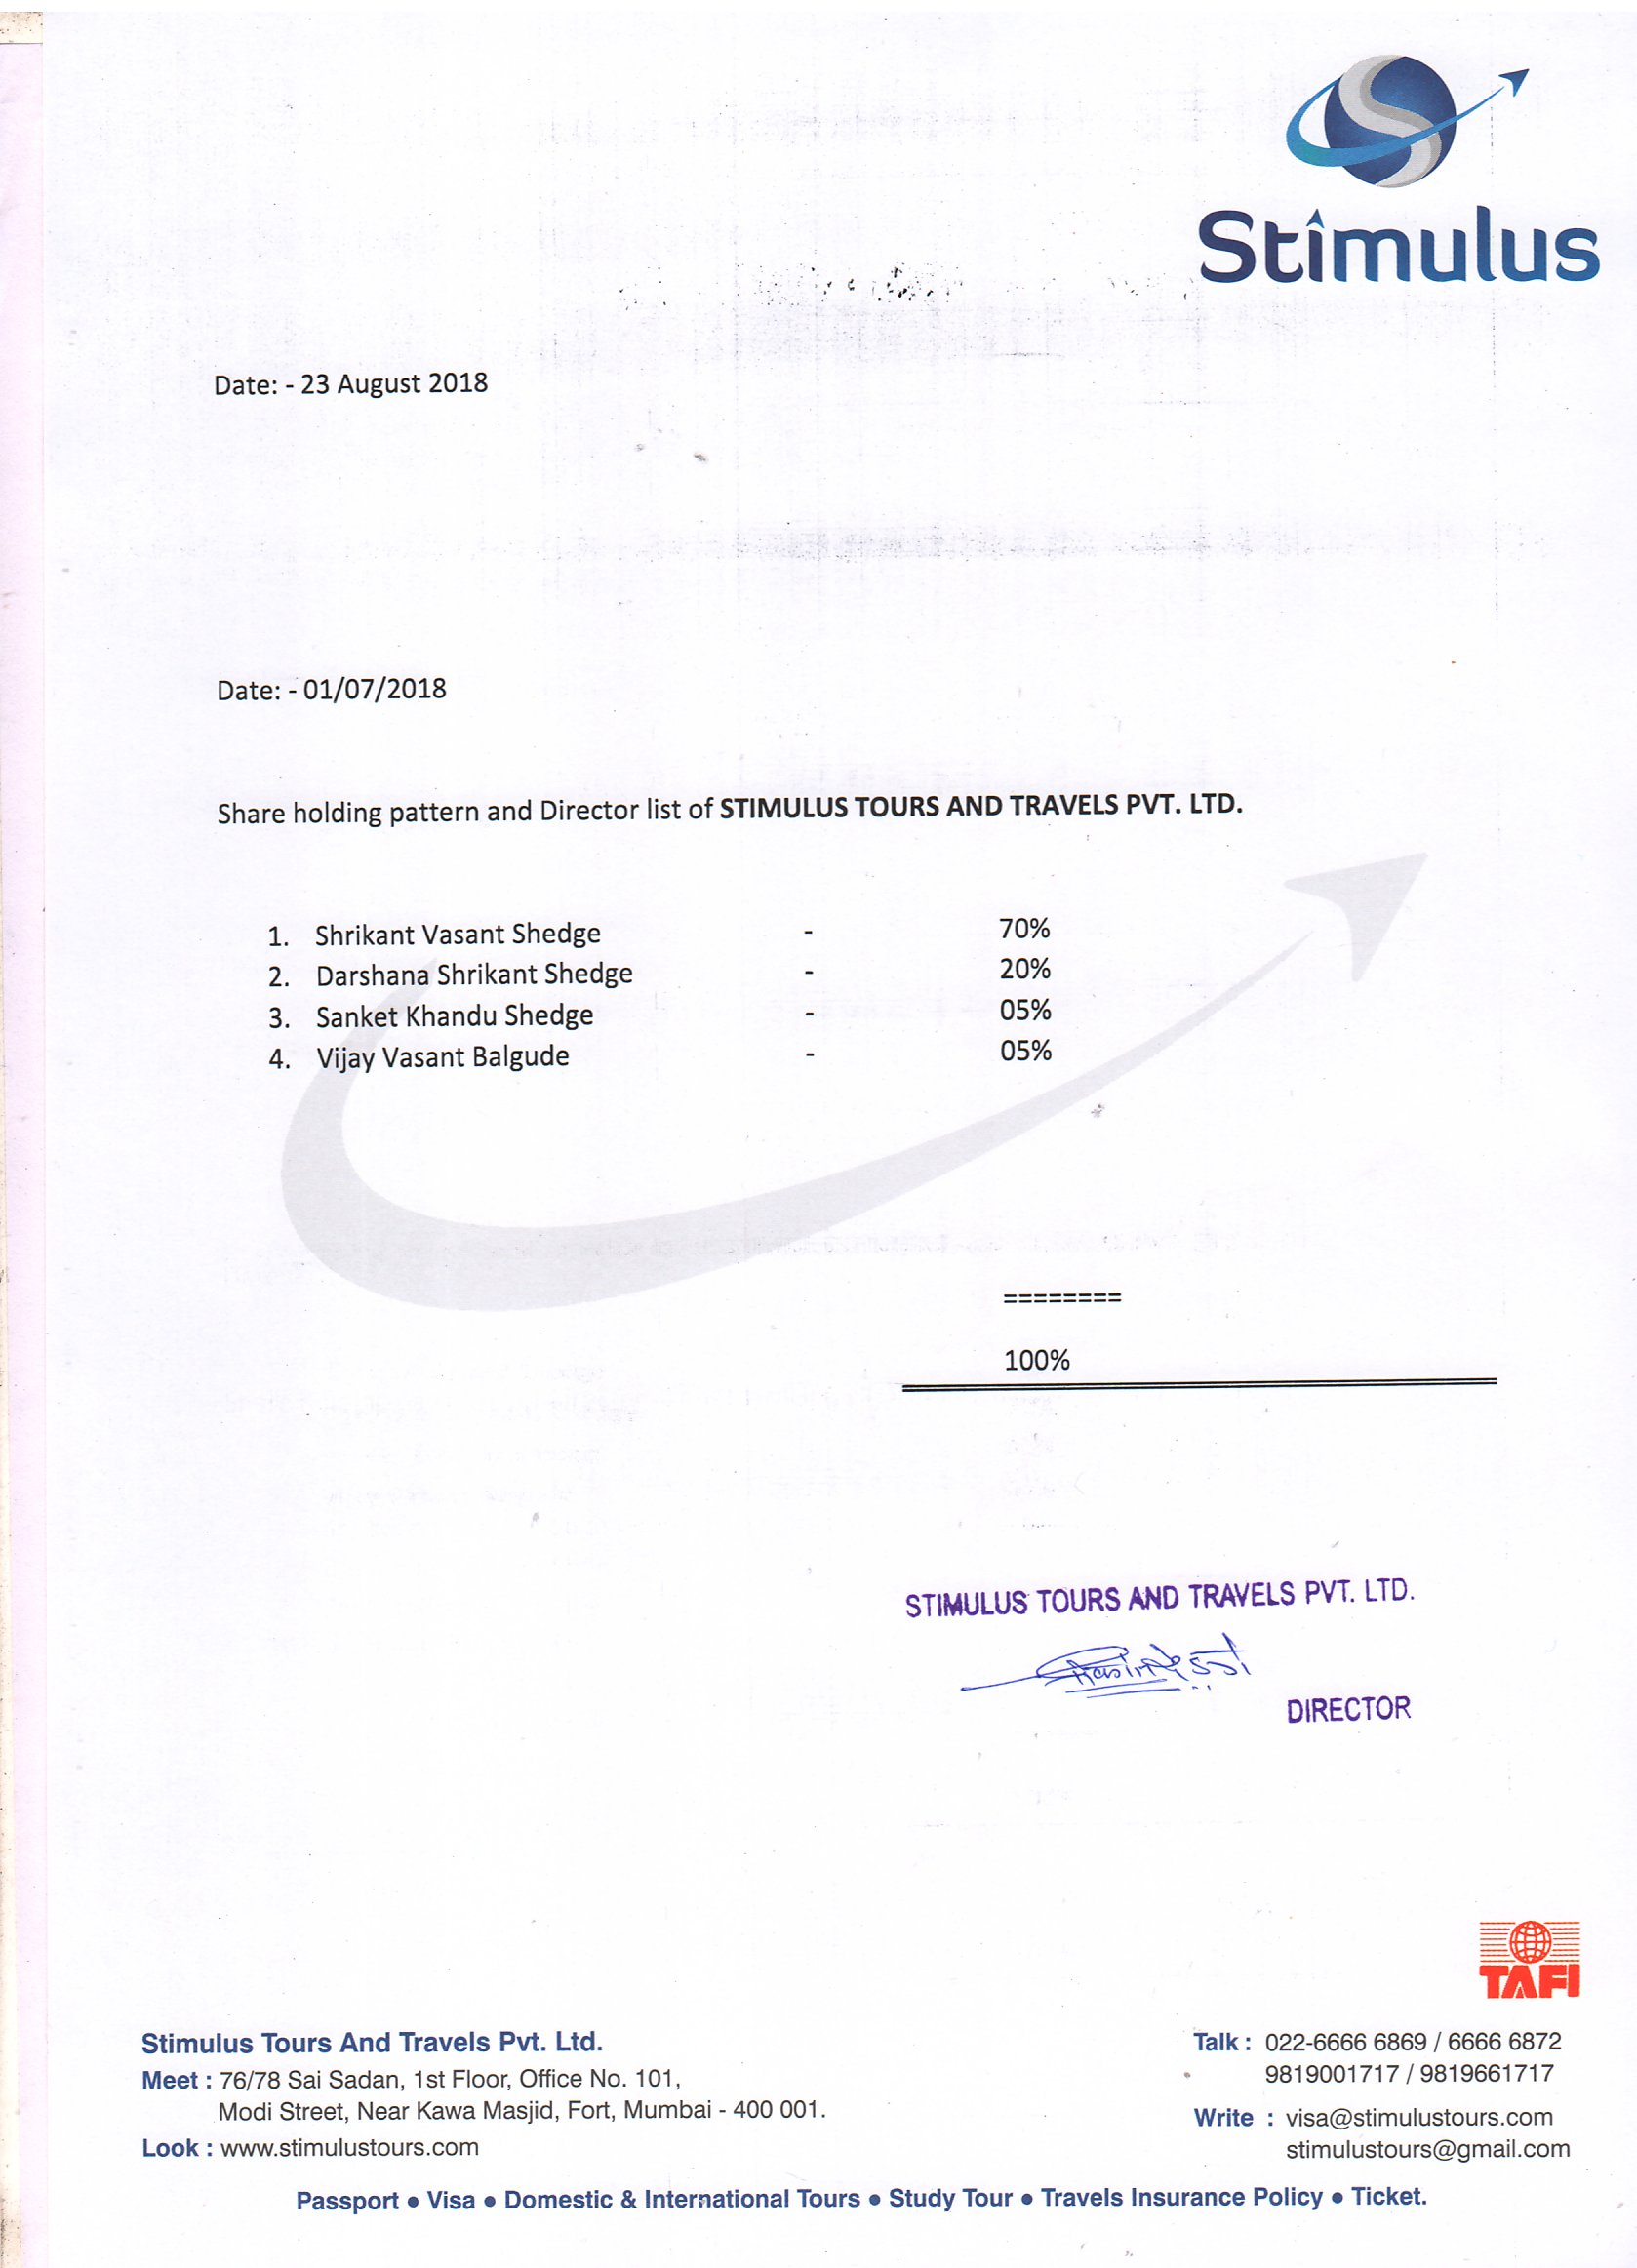 Stimulus
Date: - 23 August 2018
Date: - 01/07/2018
Share holding pattern and Director list of STIMULUS TOURS AND TRAVELS PVT. LTD.
1. Shrikant Vasant Shedge - 70%
2. Darshana Shrikant Shedge - 20%
3. Sanket Khandu Shedge - 05%
4. Vijay Vasant Balgude - 05%
========
100%
STIMULUS TOURS AND TRAVELS PVT. LTD.
DIRECTOR
TAFI
Stimulus Tours And Travels Pvt. Ltd.
Meet : 76/78 Sai Sadan, 1st Floor, Office No. 101,
Modi Street, Near Kawa Masjid, Fort, Mumbai - 400 001.
Look : www.stimulustours.com
Talk : 022-6666 6869 / 6666 6872
9819001717 / 9819661717
Write : visa@stimulustours.com
stimulustours@gmail.com
Passport • Visa • Domestic & International Tours • Study Tour • Travels Insurance Policy • Ticket.